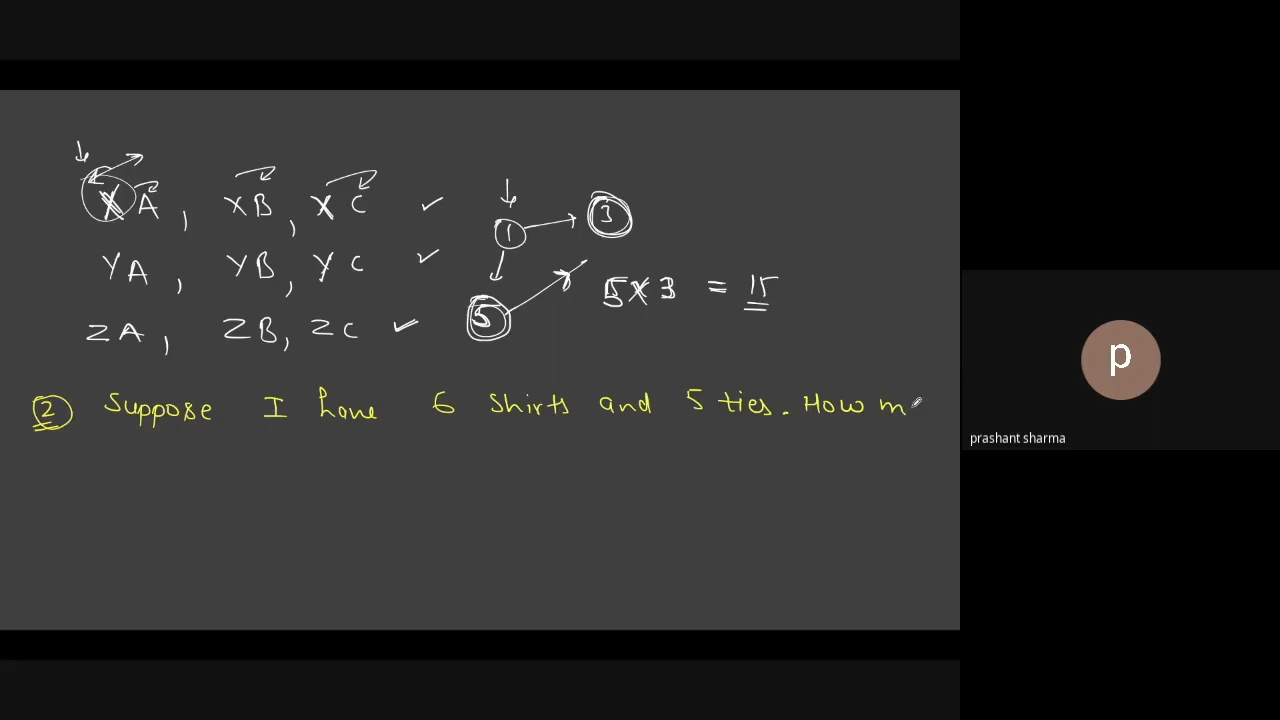 XA, XB, XC ✓
YA, YB, YC ✓
ZA, ZB, ZC ✓
1 → 3
5
5×3 = 15
② Suppose I have 6 shirts and 5 ties. How m
p
prashant sharma